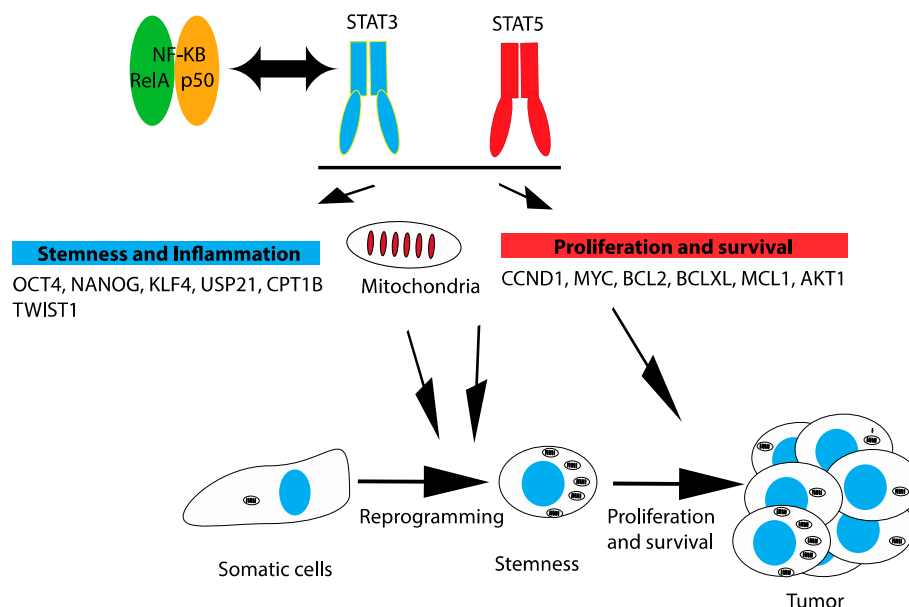 STAT3
STAT5
NF-KB
RelA p50
Stemness and Inflammation
OCT4, NANOG, KLF4, USP21, CPT1B
TWIST1
Mitochondria
Proliferation and survival
CCND1, MYC, BCL2, BCLXL, MCL1, AKT1
Reprogramming
Proliferation
and survival
Somatic cells
Stemness
Tumor